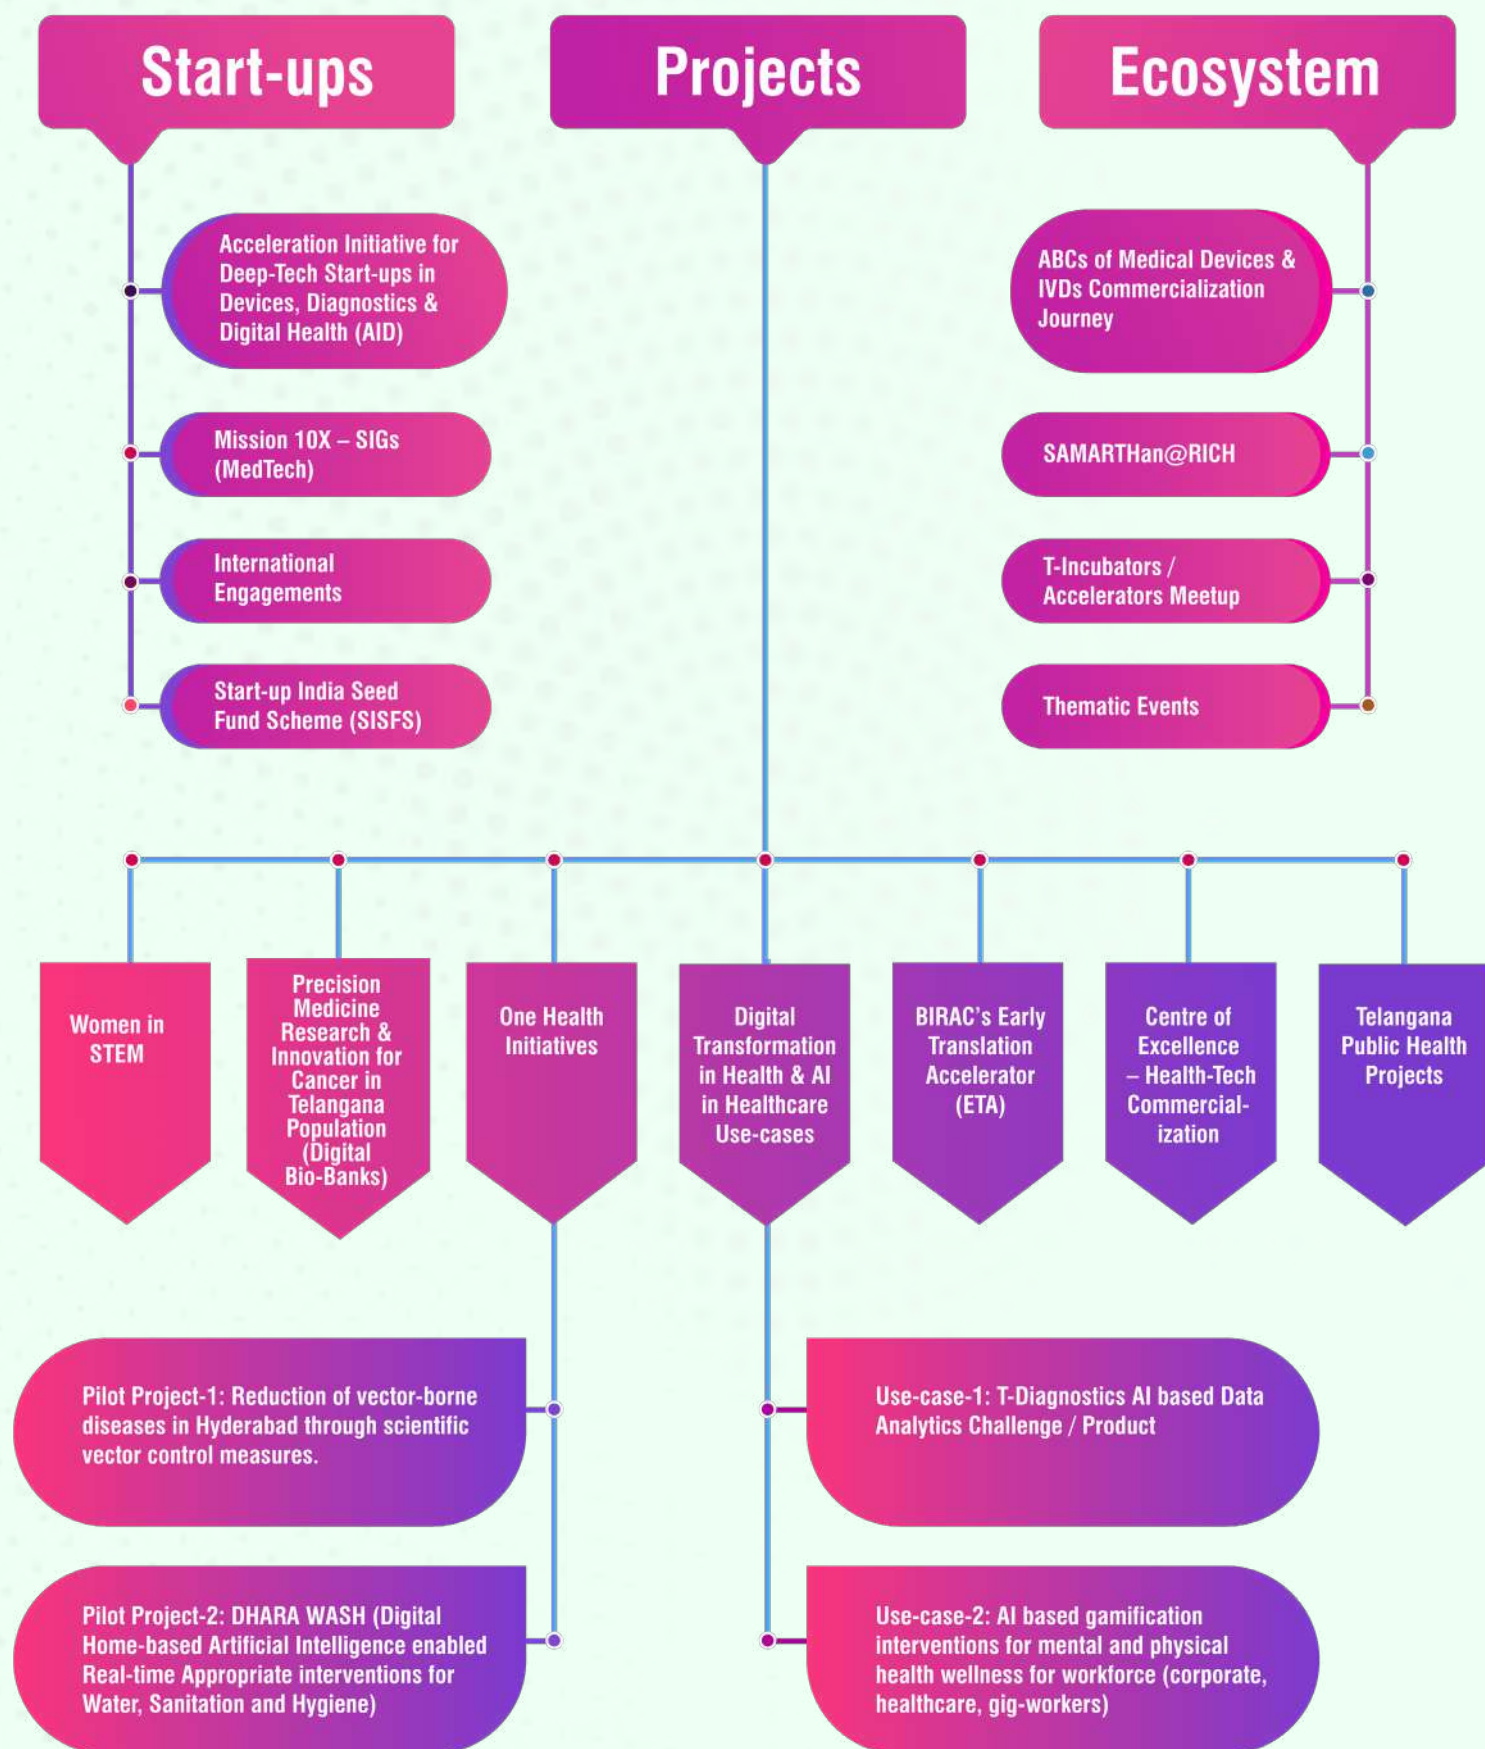 Start-ups
Projects
Ecosystem
Acceleration Initiative for
Deep-Tech Start-ups in
Devices, Diagnostics &
Digital Health (AID)
Mission 10X – SIGs
(MedTech)
International
Engagements
Start-up India Seed
Fund Scheme (SISFS)
ABCs of Medical Devices &
IVDs Commercialization
Journey
SAMARTHan@RICH
T-Incubators /
Accelerators Meetup
Thematic Events
Women in
STEM
Precision
Medicine
Research &
Innovation for
Cancer in
Telangana
Population
(Digital
Bio-Banks)
One Health
Initiatives
Digital
Transformation
in Health & AI
in Healthcare
Use-cases
BIRAC's Early
Translation
Accelerator
(ETA)
Centre of
Excellence
– Health-Tech
Commercial-
ization
Telangana
Public Health
Projects
Pilot Project-1: Reduction of vector-borne
diseases in Hyderabad through scientific
vector control measures.
Pilot Project-2: DHARA WASH (Digital
Home-based Artificial Intelligence enabled
Real-time Appropriate interventions for
Water, Sanitation and Hygiene)
Use-case-1: T-Diagnostics AI based Data
Analytics Challenge / Product
Use-case-2: AI based gamification
interventions for mental and physical
health wellness for workforce (corporate,
healthcare, gig-workers)